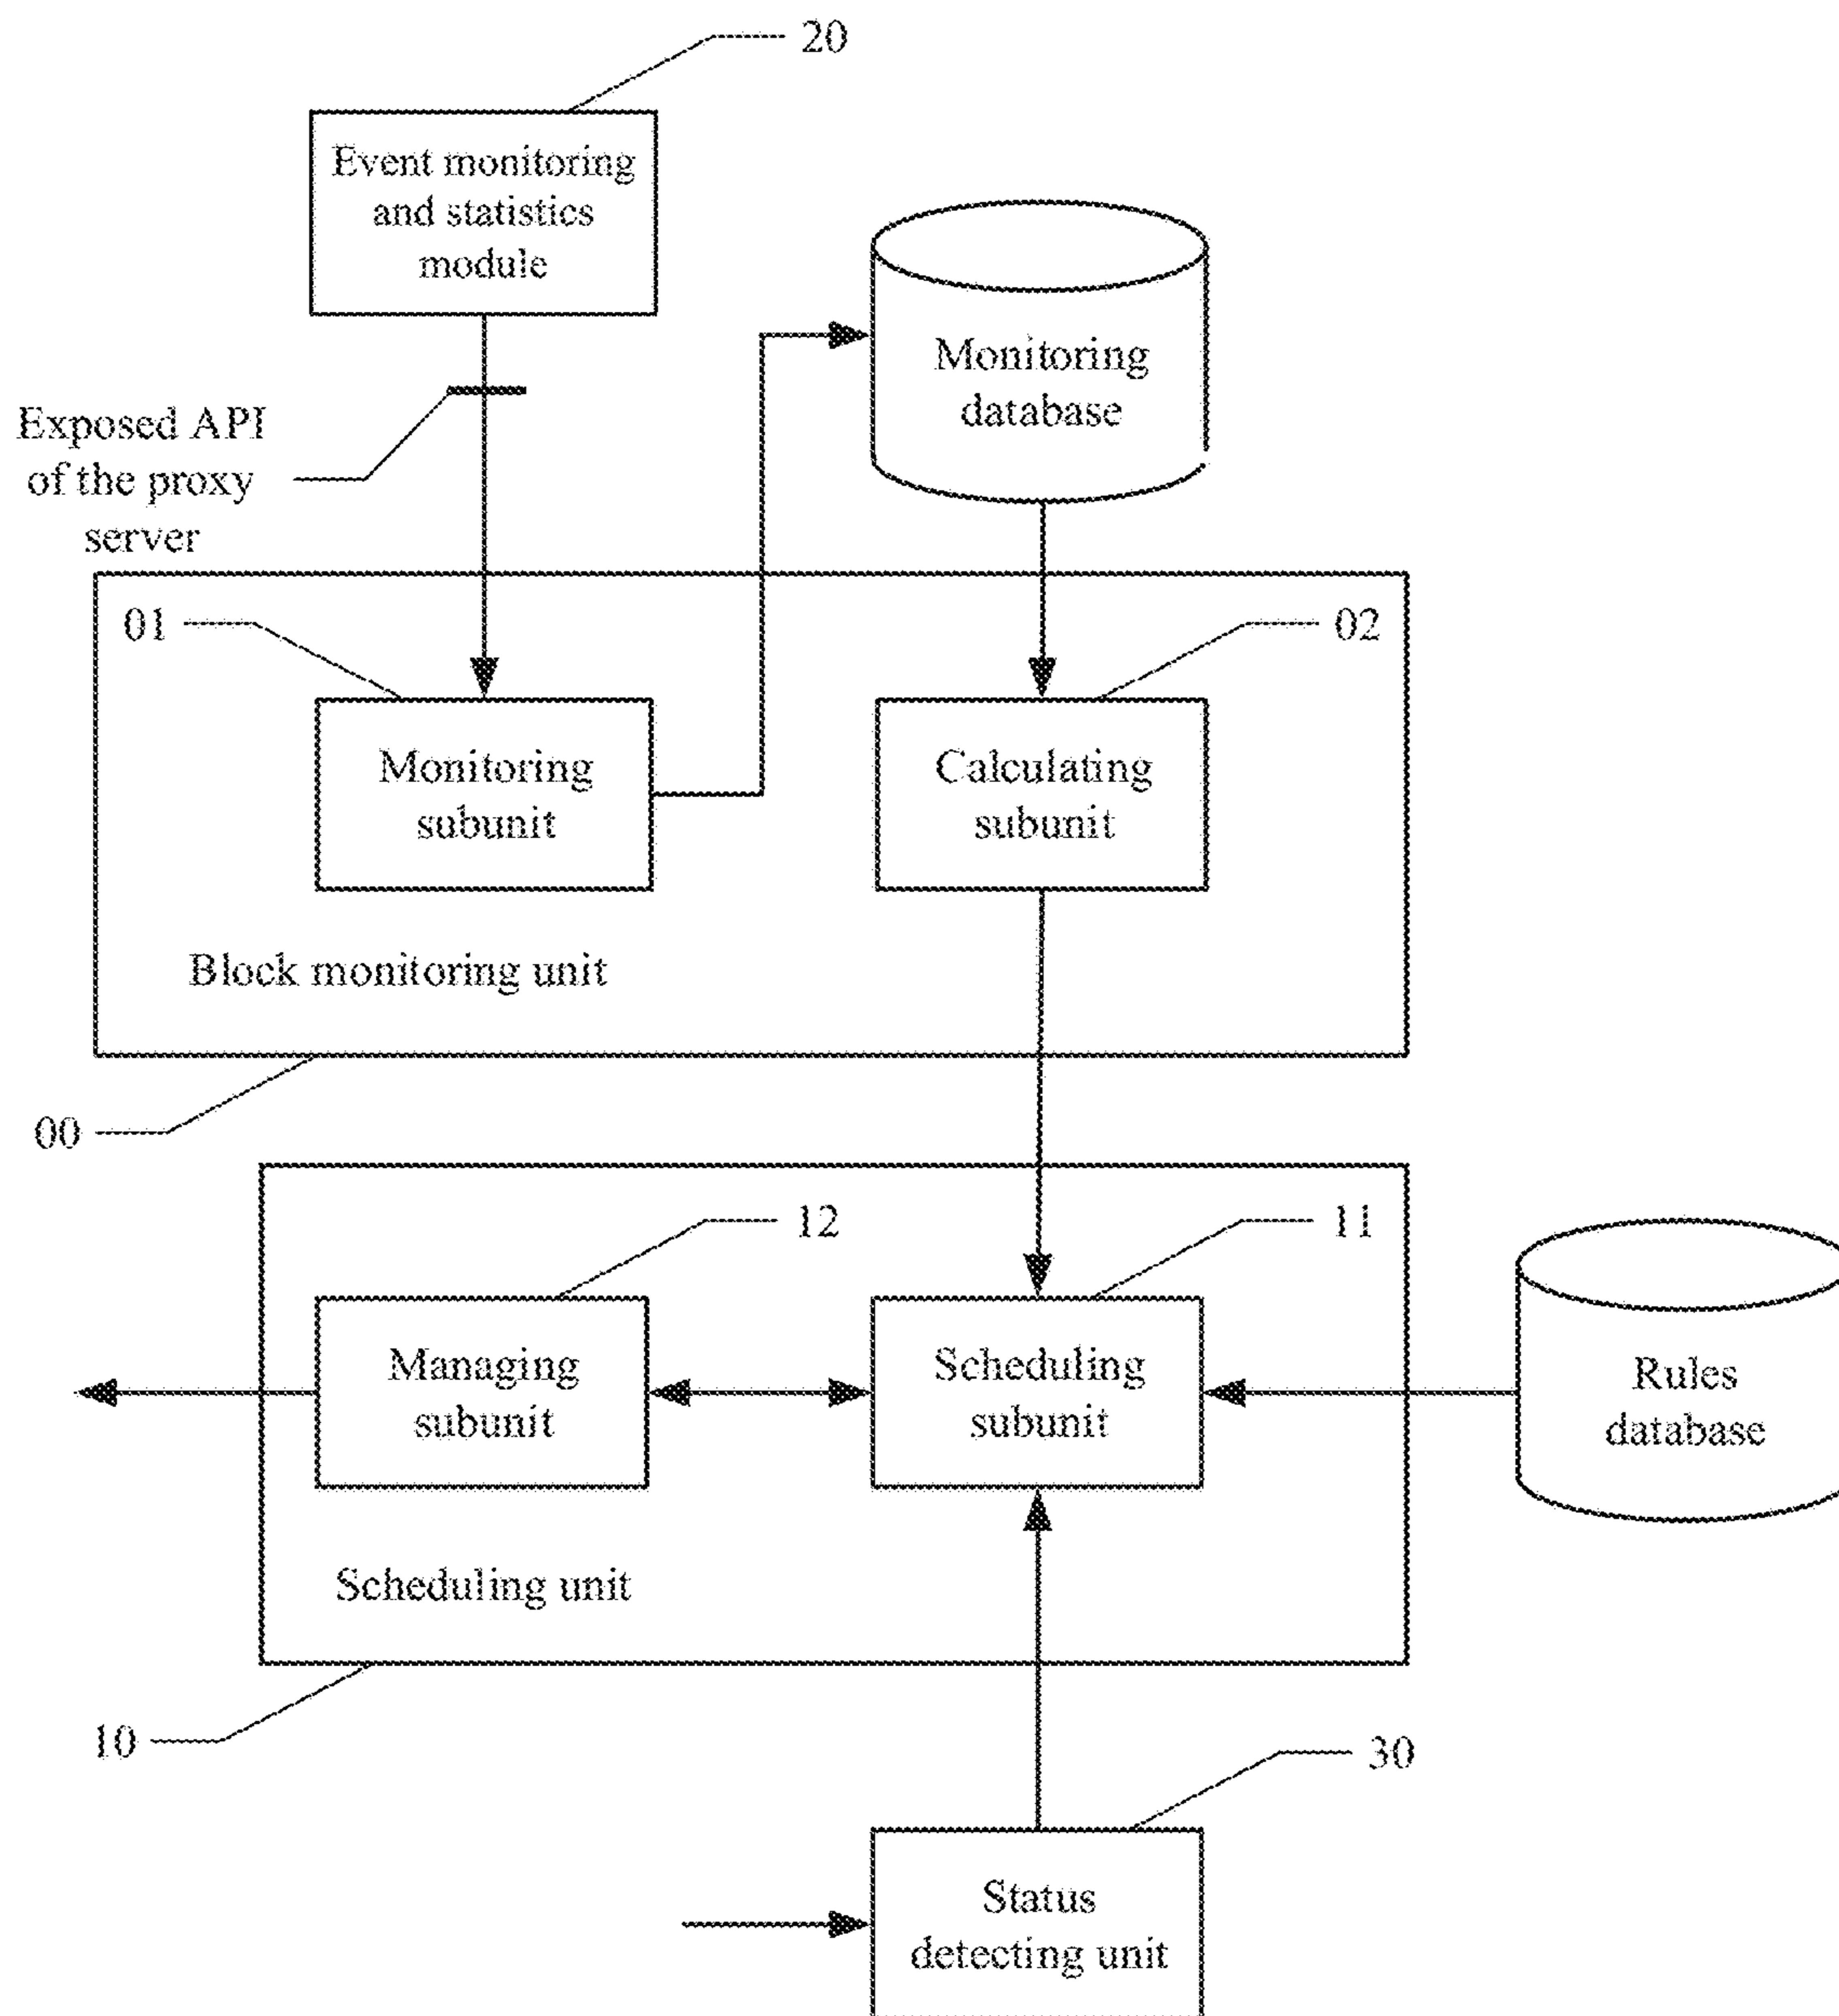 20
Event monitoring
and statistics
module
Monitoring
database
Exposed API
of the proxy
server
01
02
Monitoring
subunit
Calculating
subunit
Block monitoring unit
00
12
11
Managing
subunit
Scheduling
subunit
Rules
database
Scheduling unit
10
30
Status
detecting unit